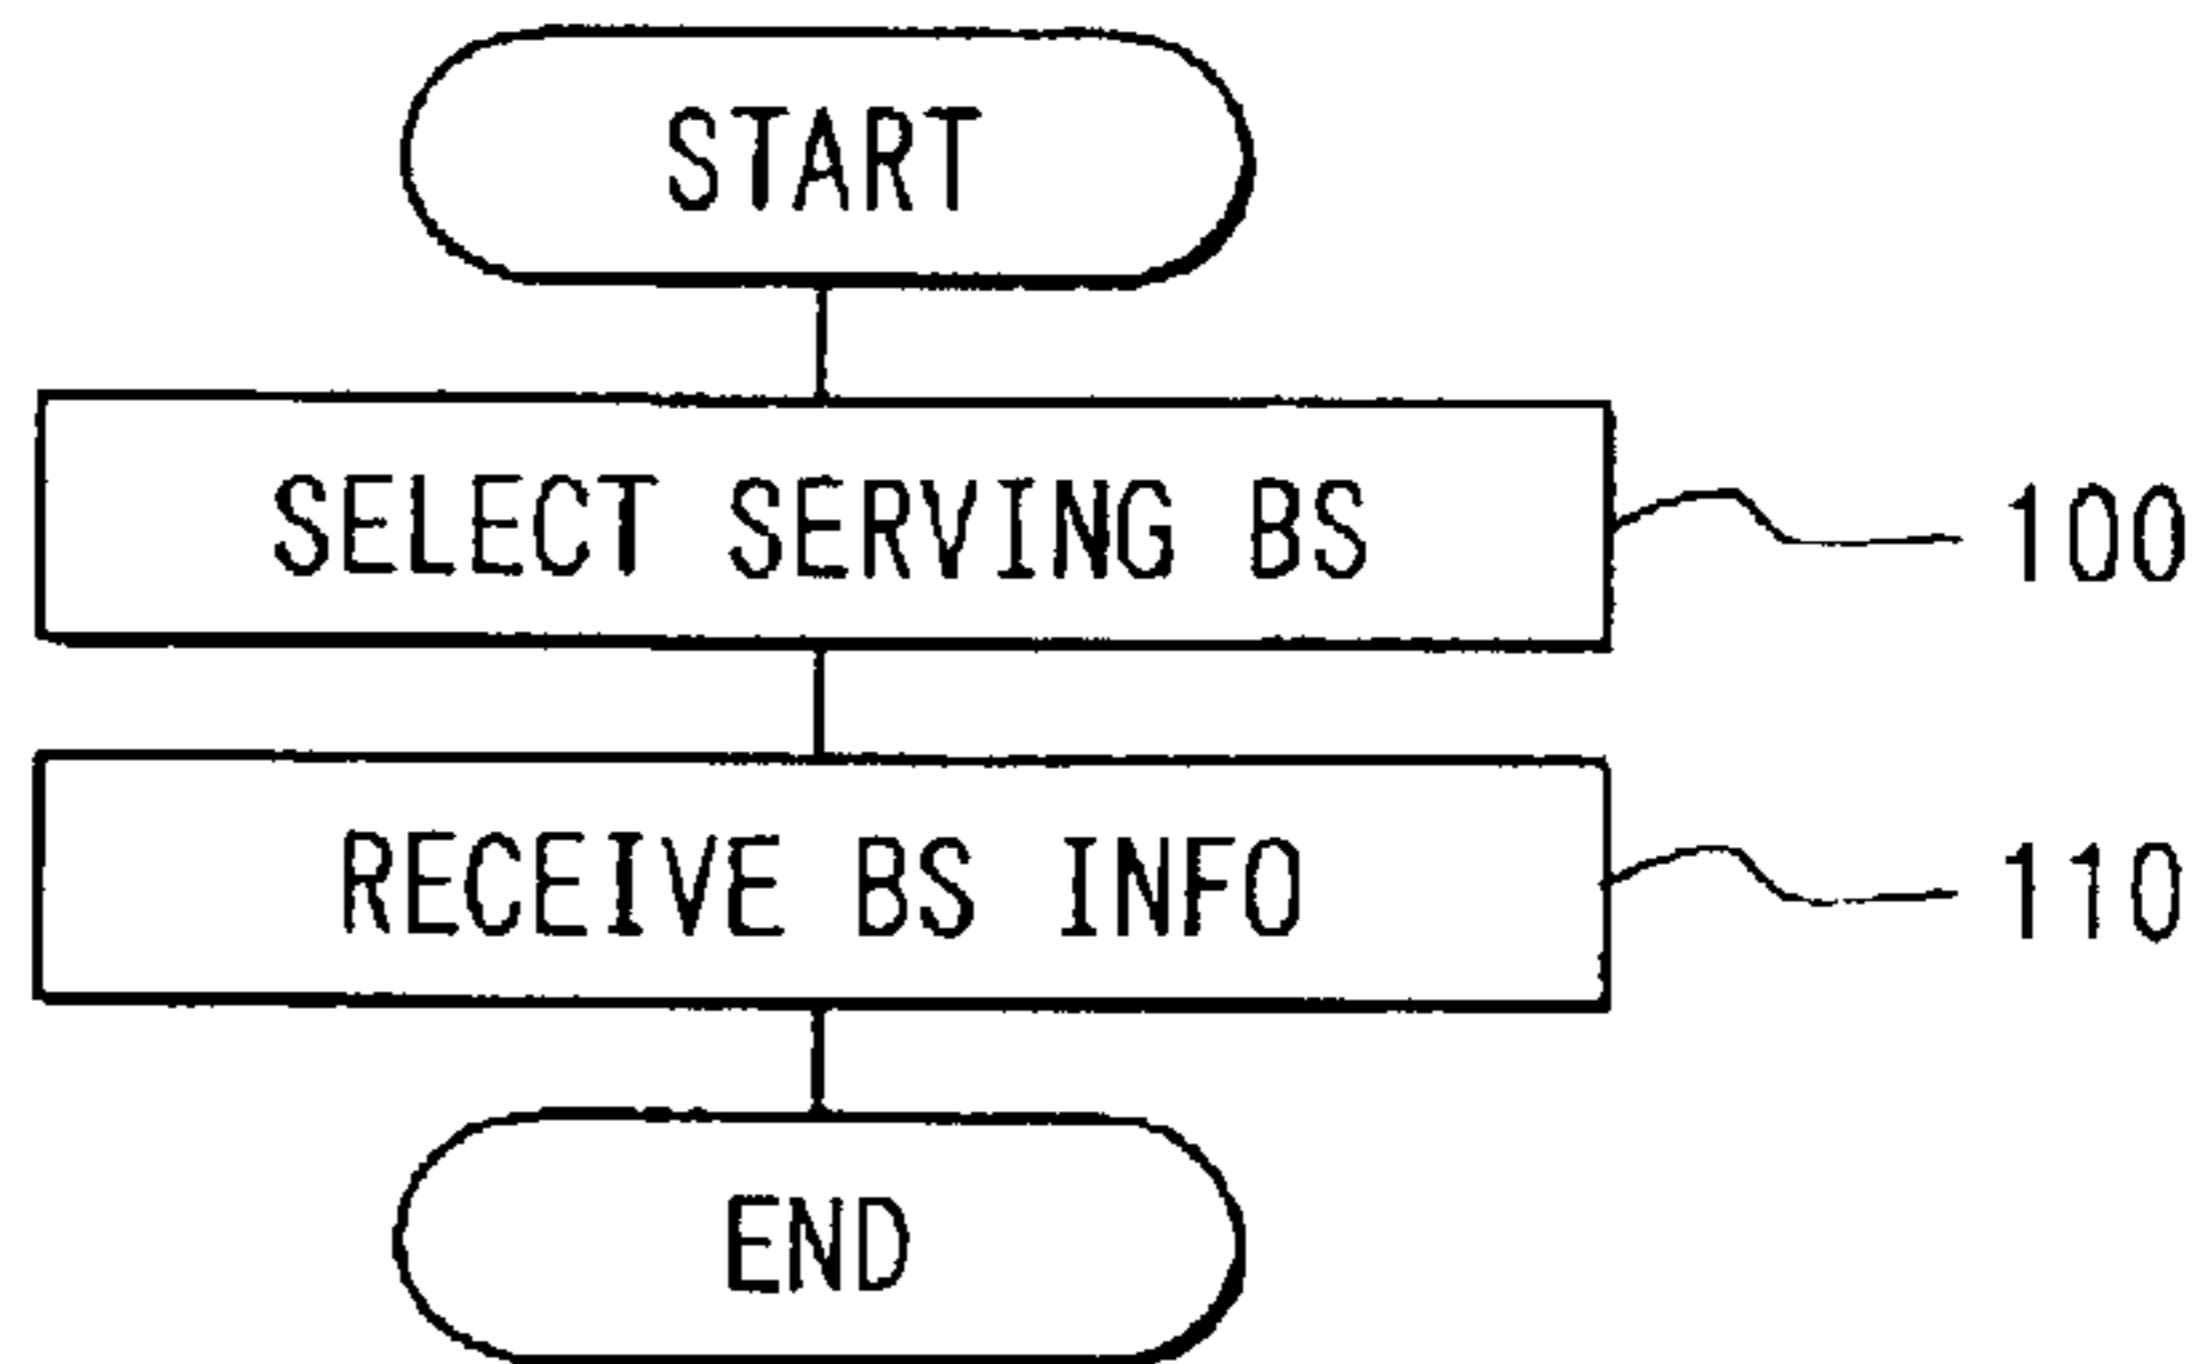 START
SELECT SERVING BS
100
RECEIVE BS INFO
110
END